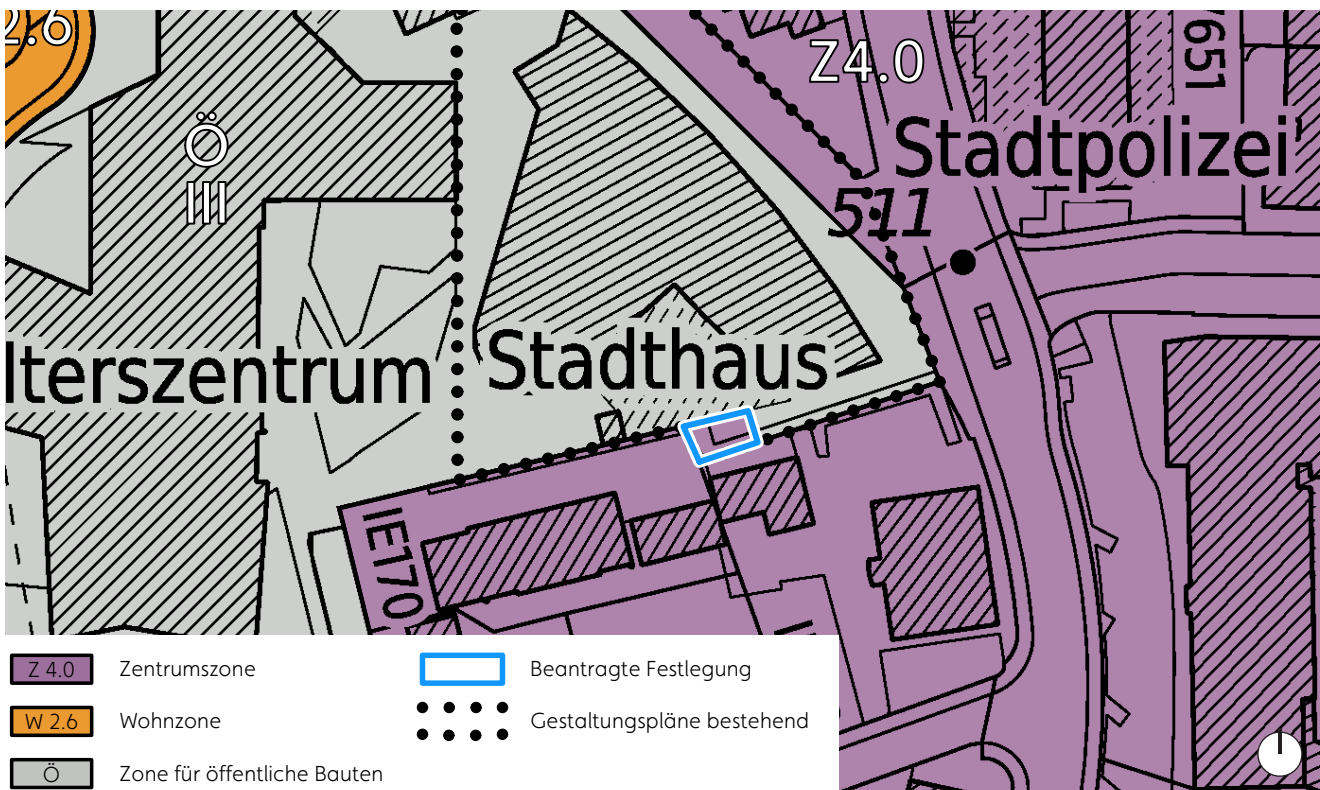 2.6
Z4.0
651
Ö
III
Stadtpolizei
511
lterszentrum
Stadthaus
IIE170
Z 4.0 Zentrumszone
Beantragte Festlegung
W 2.6 Wohnzone
Gestaltungspläne bestehend
Ö Zone für öffentliche Bauten